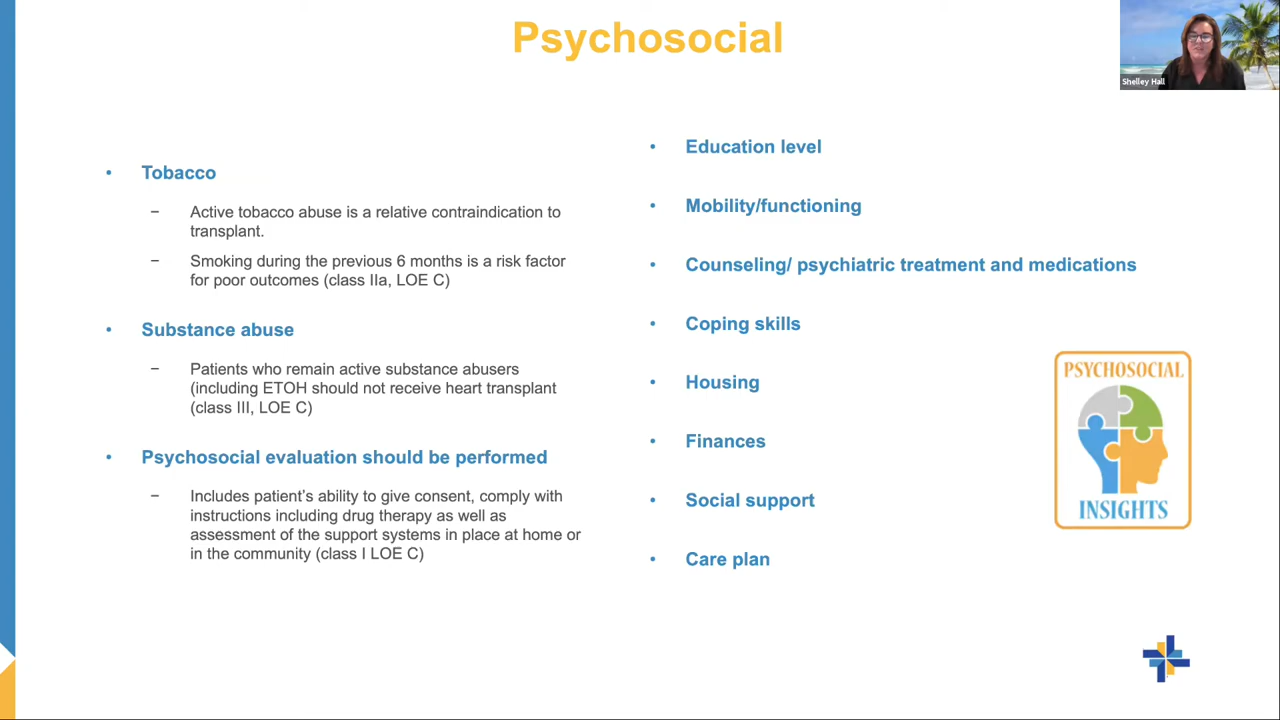 Psychosocial
Shelley Hall
• Tobacco
– Active tobacco abuse is a relative contraindication to
transplant.
– Smoking during the previous 6 months is a risk factor
for poor outcomes (class IIa, LOE C)
• Substance abuse
– Patients who remain active substance abusers
(including ETOH should not receive heart transplant
(class III, LOE C)
• Psychosocial evaluation should be performed
– Includes patient's ability to give consent, comply with
instructions including drug therapy as well as
assessment of the support systems in place at home or
in the community (class I LOE C)
• Education level
• Mobility/functioning
• Counseling/ psychiatric treatment and medications
• Coping skills
• Housing
• Finances
• Social support
• Care plan
PSYCHOSOCIAL
INSIGHTS